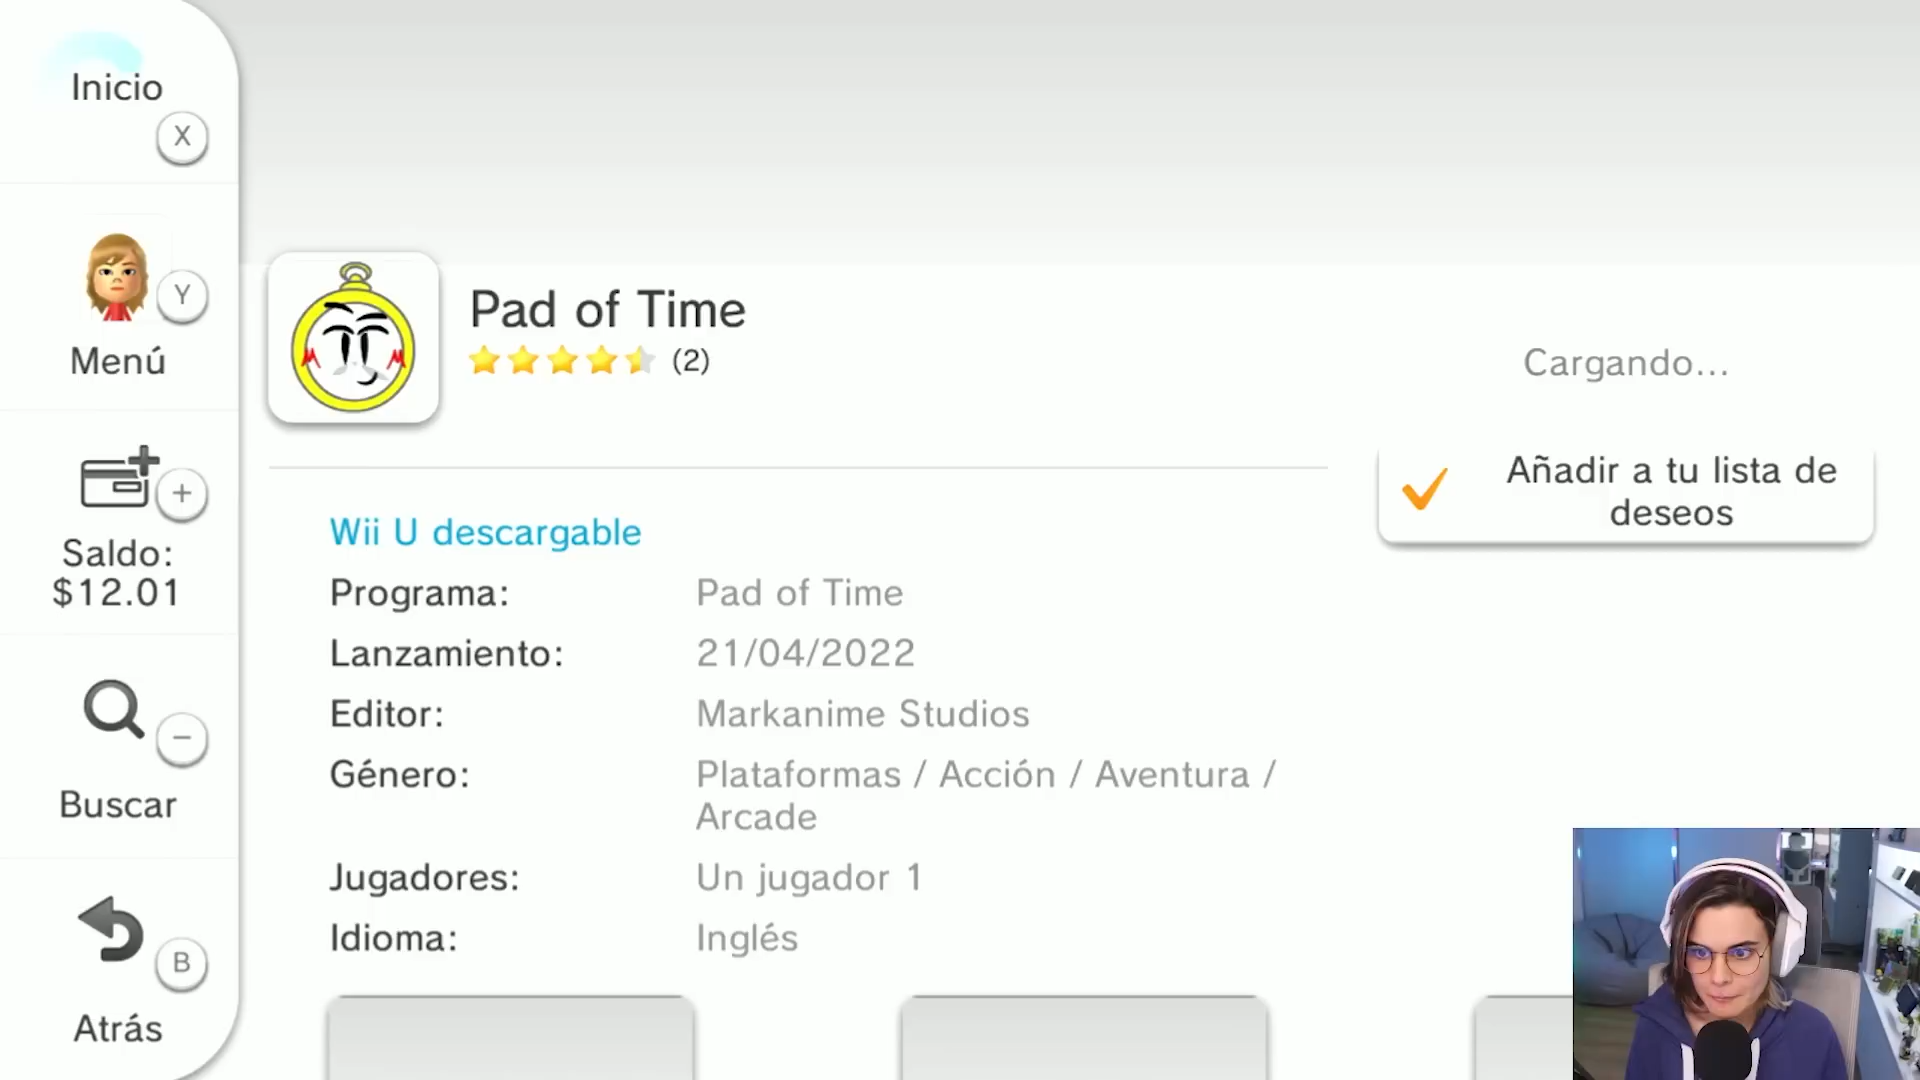 Inicio
X
Y
Menú
+
Saldo:
$12.01
−
Buscar
B
Atrás
Pad of Time
(2)
Cargando...
Añadir a tu lista de
deseos
Wii U descargable
Programa: Pad of Time
Lanzamiento: 21/04/2022
Editor: Markanime Studios
Género: Plataformas / Acción / Aventura /
Arcade
Jugadores: Un jugador 1
Idioma: Inglés